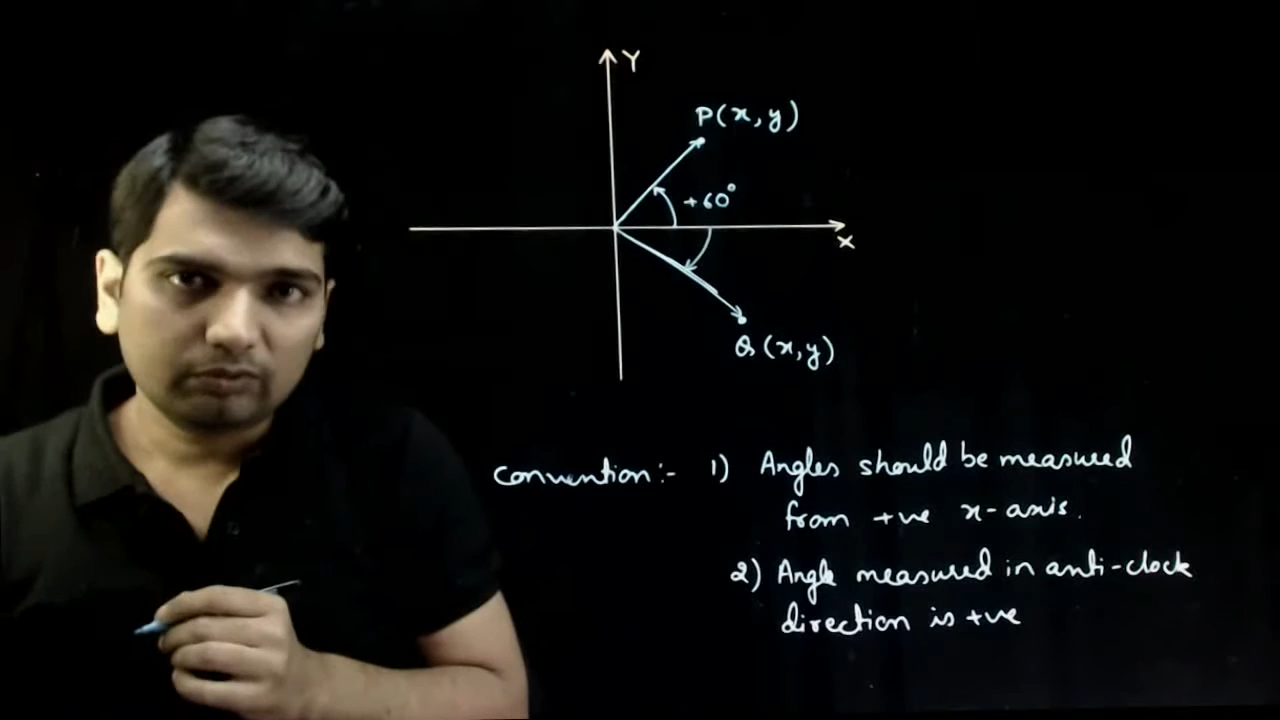 Y
P(x, y)
+60°
X
Q(x,y)
Convention:- 1) Angles should be measured
from +ve x-axis.
2) Angle measured in anti-clock
direction is +ve